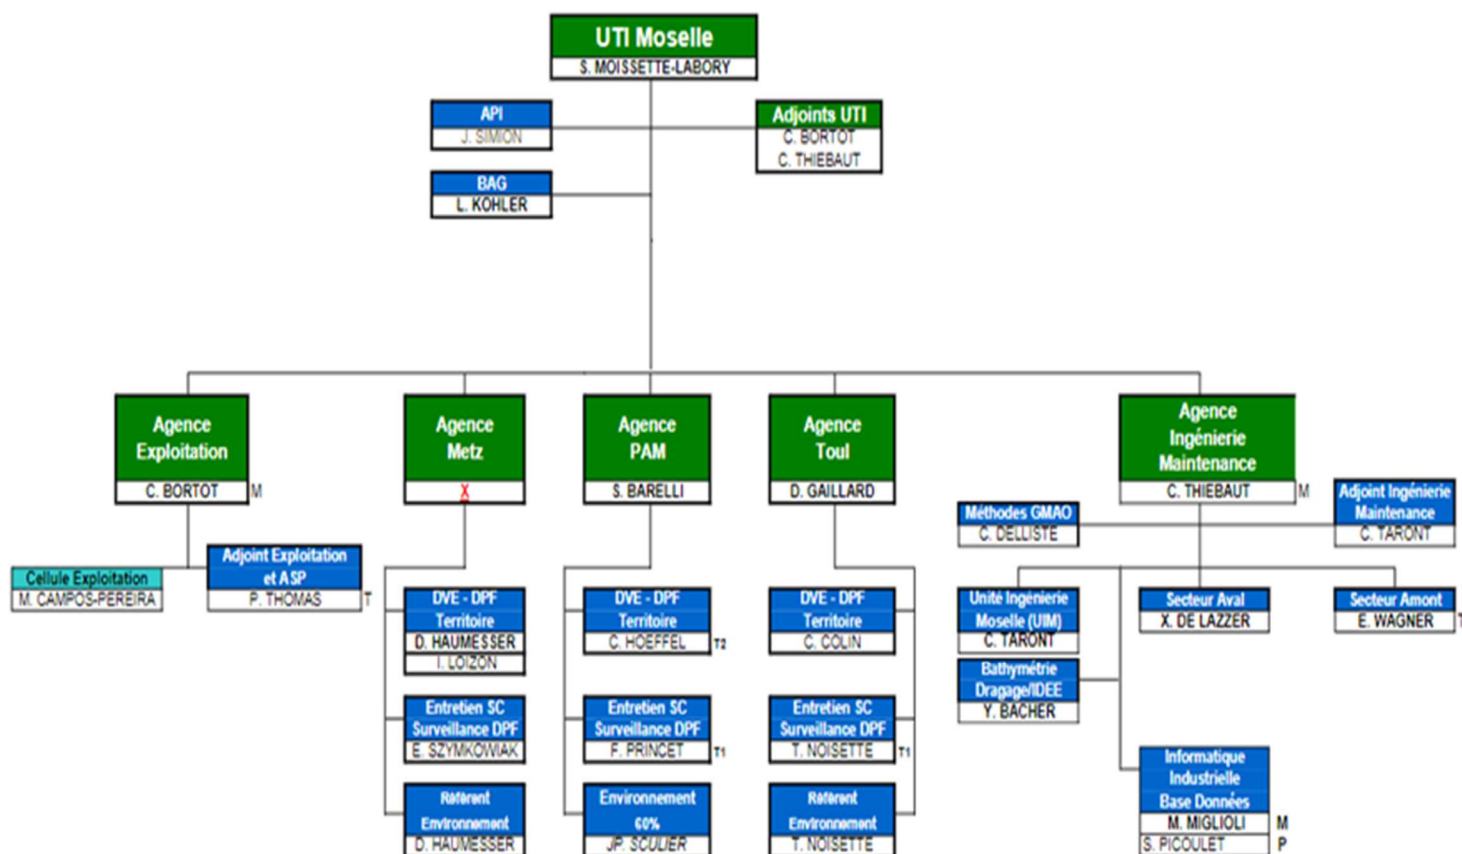 UTI Moselle
S. MOISSETTE-LABORY
API
J. SIMION
Adjoints UTI
C. BORTOT
C. THIEBAUT
BAG
L. KOHLER
Agence
Exploitation
C. BORTOT M
Agence
Metz
X
Agence
PAM
S. BARELLI
Agence
Toul
D. GAILLARD
Agence
Ingénierie
Maintenance
C. THIEBAUT M
Cellule Exploitation
M. CAMPOS-PEREIRA
Adjoint Exploitation
et ASP
P. THOMAS T
DVE - DPF
Territoire
D. HAUMESSER
I. LOIZON
Entretien SC
Surveillance DPF
E. SZYMKOWIAK
Référent
Environnement
D. HAUMESSER
DVE - DPF
Territoire
C. HOEFFEL T2
Entretien SC
Surveillance DPF
F. PRINCET T1
Environnement
60%
JP. SCULIER
DVE - DPF
Territoire
C. COLIN
Entretien SC
Surveillance DPF
T. NOISETTE T1
Référent
Environnement
T. NOISETTE
Méthodes GMAO
C. DELLISTE
Adjoint Ingénierie
Maintenance
C. TARONT
Unité Ingénierie
Moselle (UIM)
C. TARONT
Secteur Aval
X. DE LAZZER
Secteur Amont
E. WAGNER T
Bathymétrie
Dragage/IDEE
Y. BACHER
Informatique
Industrielle
Base Données
M. MIGLIOLI M
S. PICOULET P